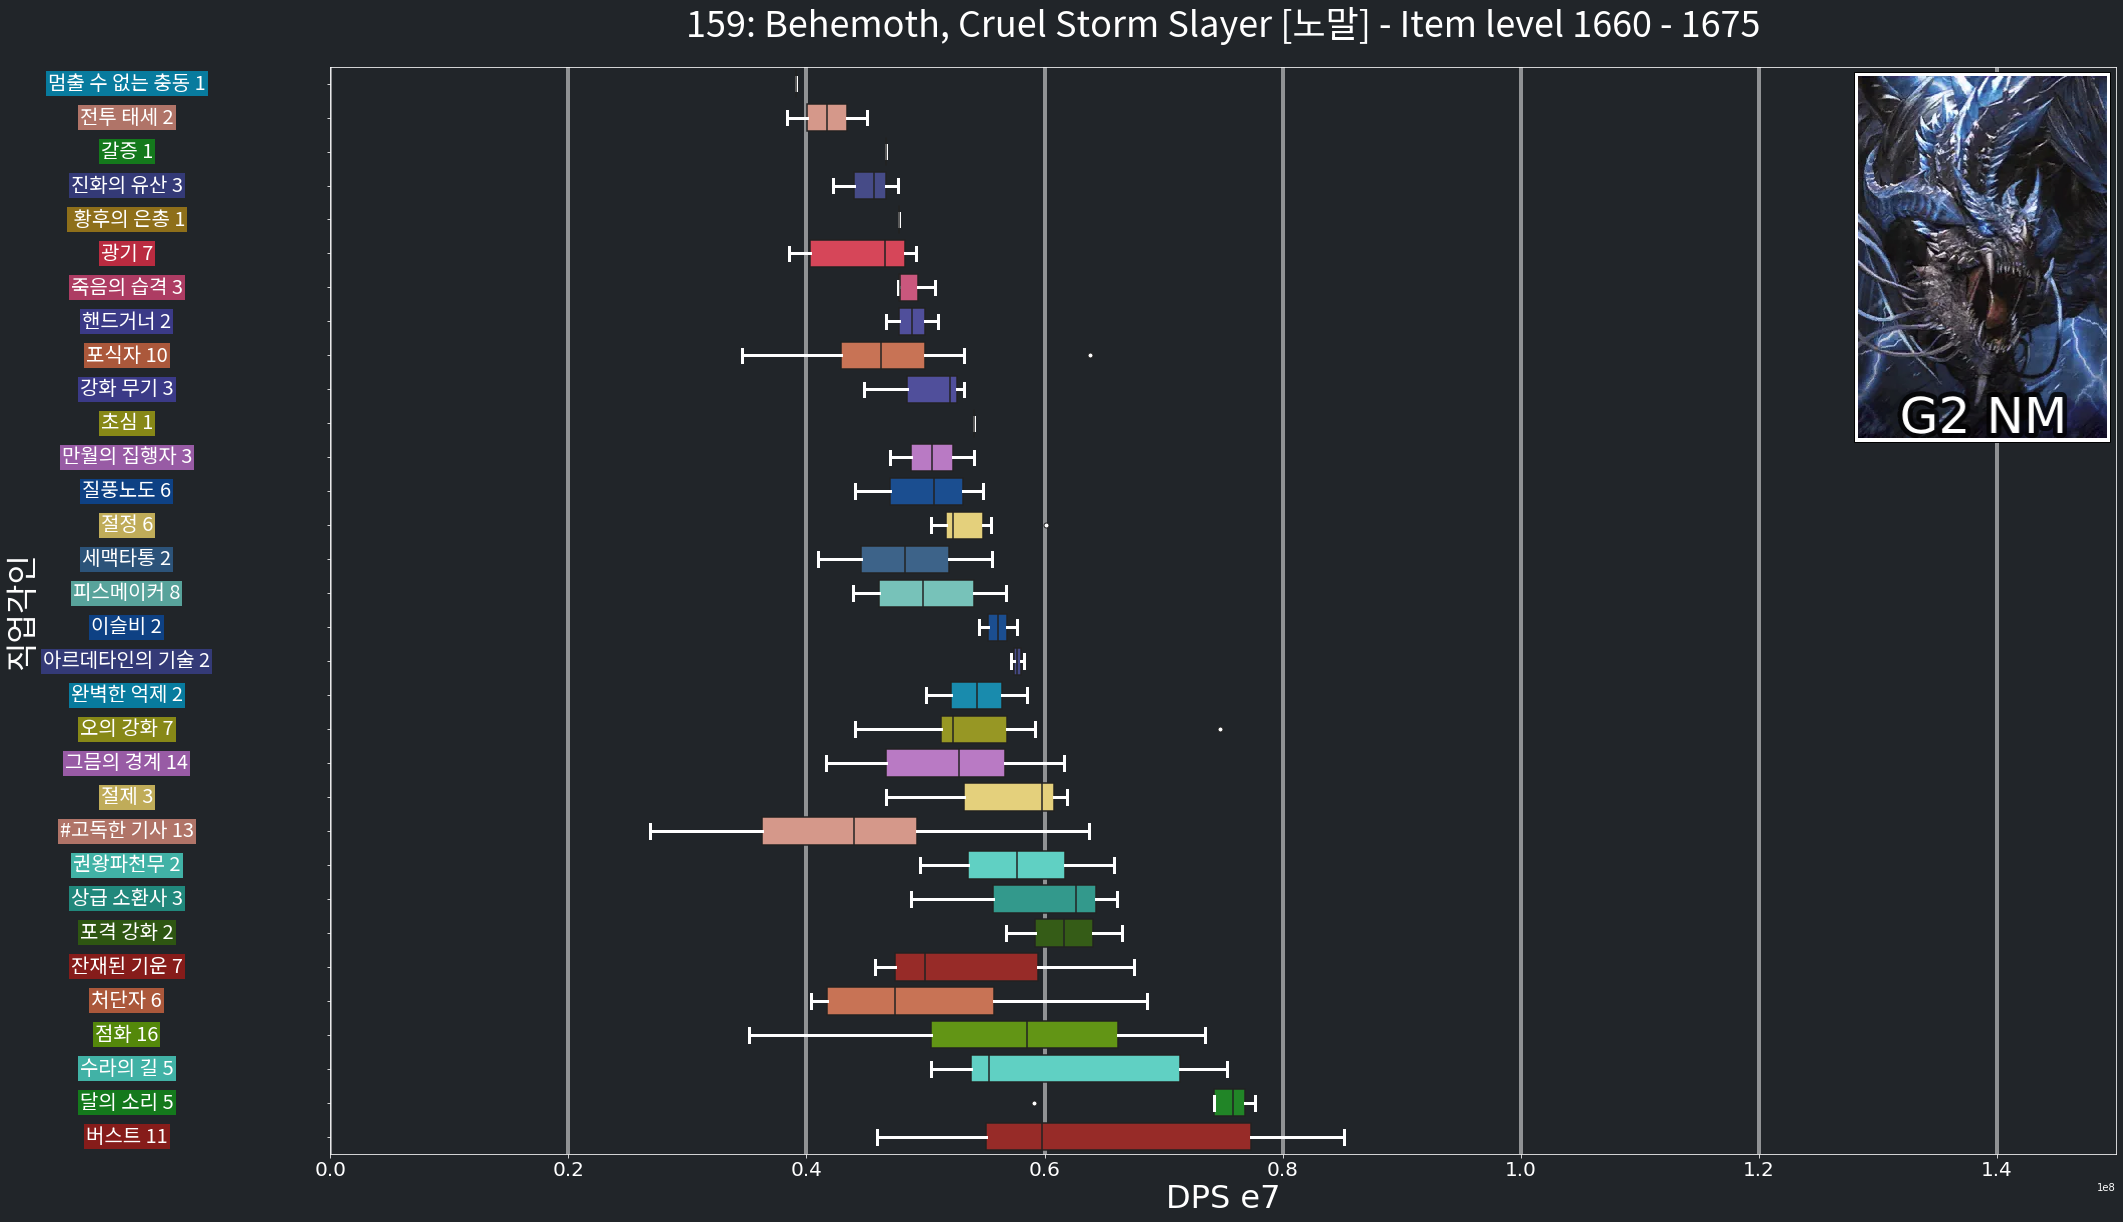 159: Behemoth, Cruel Storm Slayer [노말] - Item level 1660 - 1675
멈출 수 없는 충동 1
전투 태세 2
갈증 1
진화의 유산 3
황후의 은총 1
광기 7
죽음의 습격 3
핸드거너 2
포식자 10
강화 무기 3
초심 1
만월의 집행자 3
질풍노도 6
절정 6
세맥타통 2
피스메이커 8
이슬비 2
아르데타인의 기술 2
완벽한 억제 2
오의 강화 7
그믐의 경계 14
절제 3
#고독한 기사 13
권왕파천무 2
상급 소환사 3
포격 강화 2
잔재된 기운 7
처단자 6
점화 16
수라의 길 5
달의 소리 5
버스트 11
직업각인
G2 NM
0.0 0.2 0.4 0.6 0.8 1.0 1.2 1.4
1e8
DPS e7